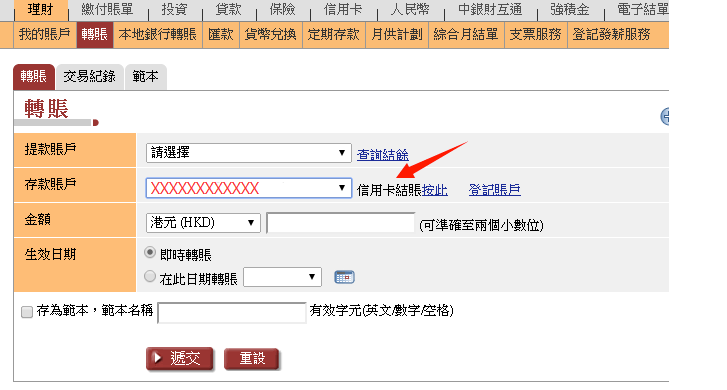 理財 繳付賬單 投資 貸款 保險 信用卡 人民幣 中銀財互通 強積金 電子結單
我的賬戶 轉賬 本地銀行轉賬 匯款 貨幣兌換 定期存款 月供計劃 綜合月結單 支票服務 登記發薪服務
轉賬 交易紀錄 範本
轉賬
提款賬戶 請選擇 查詢結餘
存款賬戶 XXXXXXXXXXXX 信用卡結賬按此 登記賬戶
金額 港元 (HKD) (可準確至兩個小數位)
生效日期 即時轉賬
在此日期轉賬
存為範本，範本名稱 有效字元(英文/數字/空格)
遞交 重設